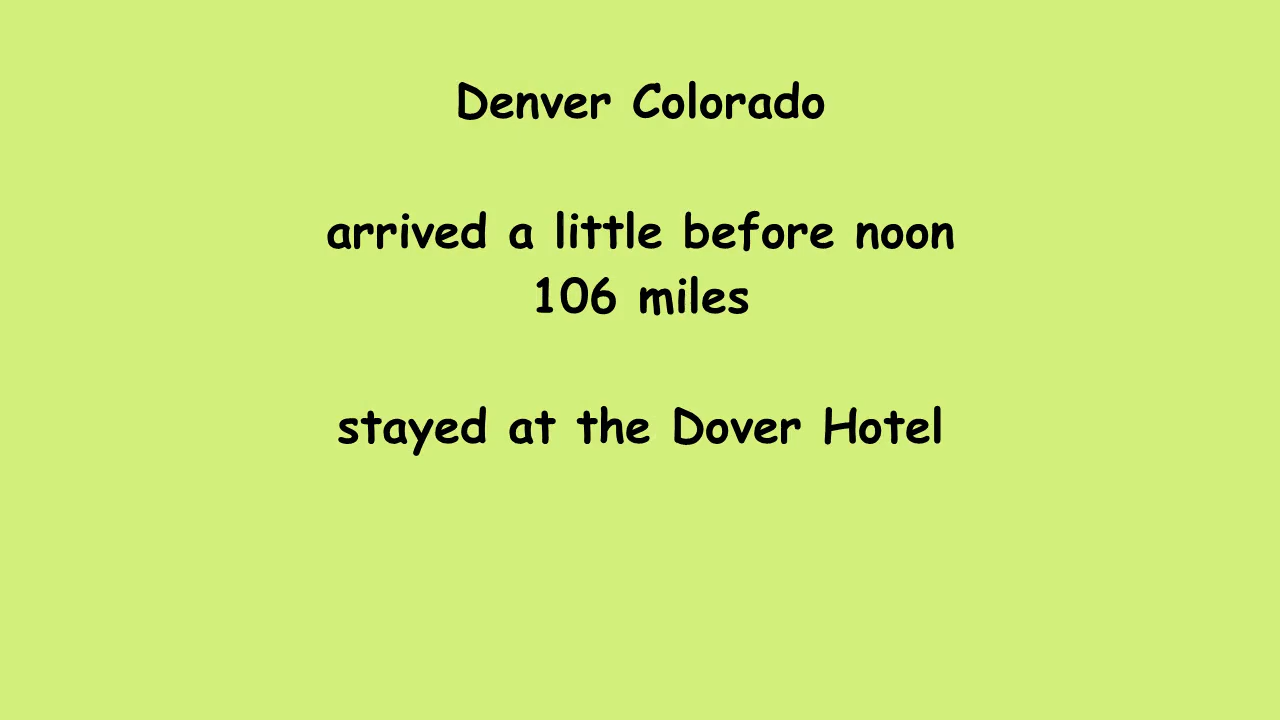 Denver Colorado
arrived a little before noon
106 miles
stayed at the Dover Hotel